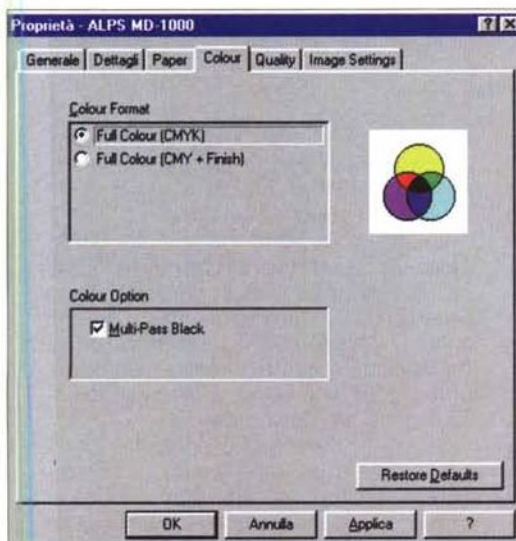 Proprietà - ALPS MD-1000
Generale Dettagli Paper Colour Quality Image Settings
Colour Format
Full Colour (CMYK)
Full Colour (CMY + Finish)
Colour Option
Multi-Pass Black
Restore Defaults
OK Annulla Applica ?